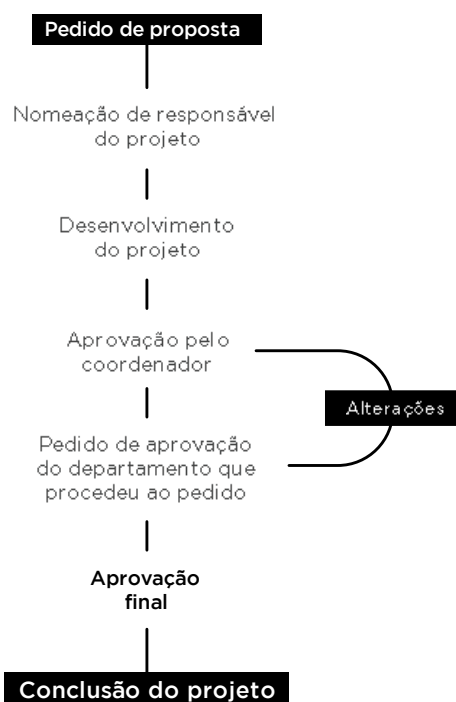 Pedido de proposta
Nomeação de responsável
do projeto
Desenvolvimento
do projeto
Aprovação pelo
coordenador
Alterações
Pedido de aprovação
do departamento que
procedeu ao pedido
Aprovação
final
Conclusão do projeto